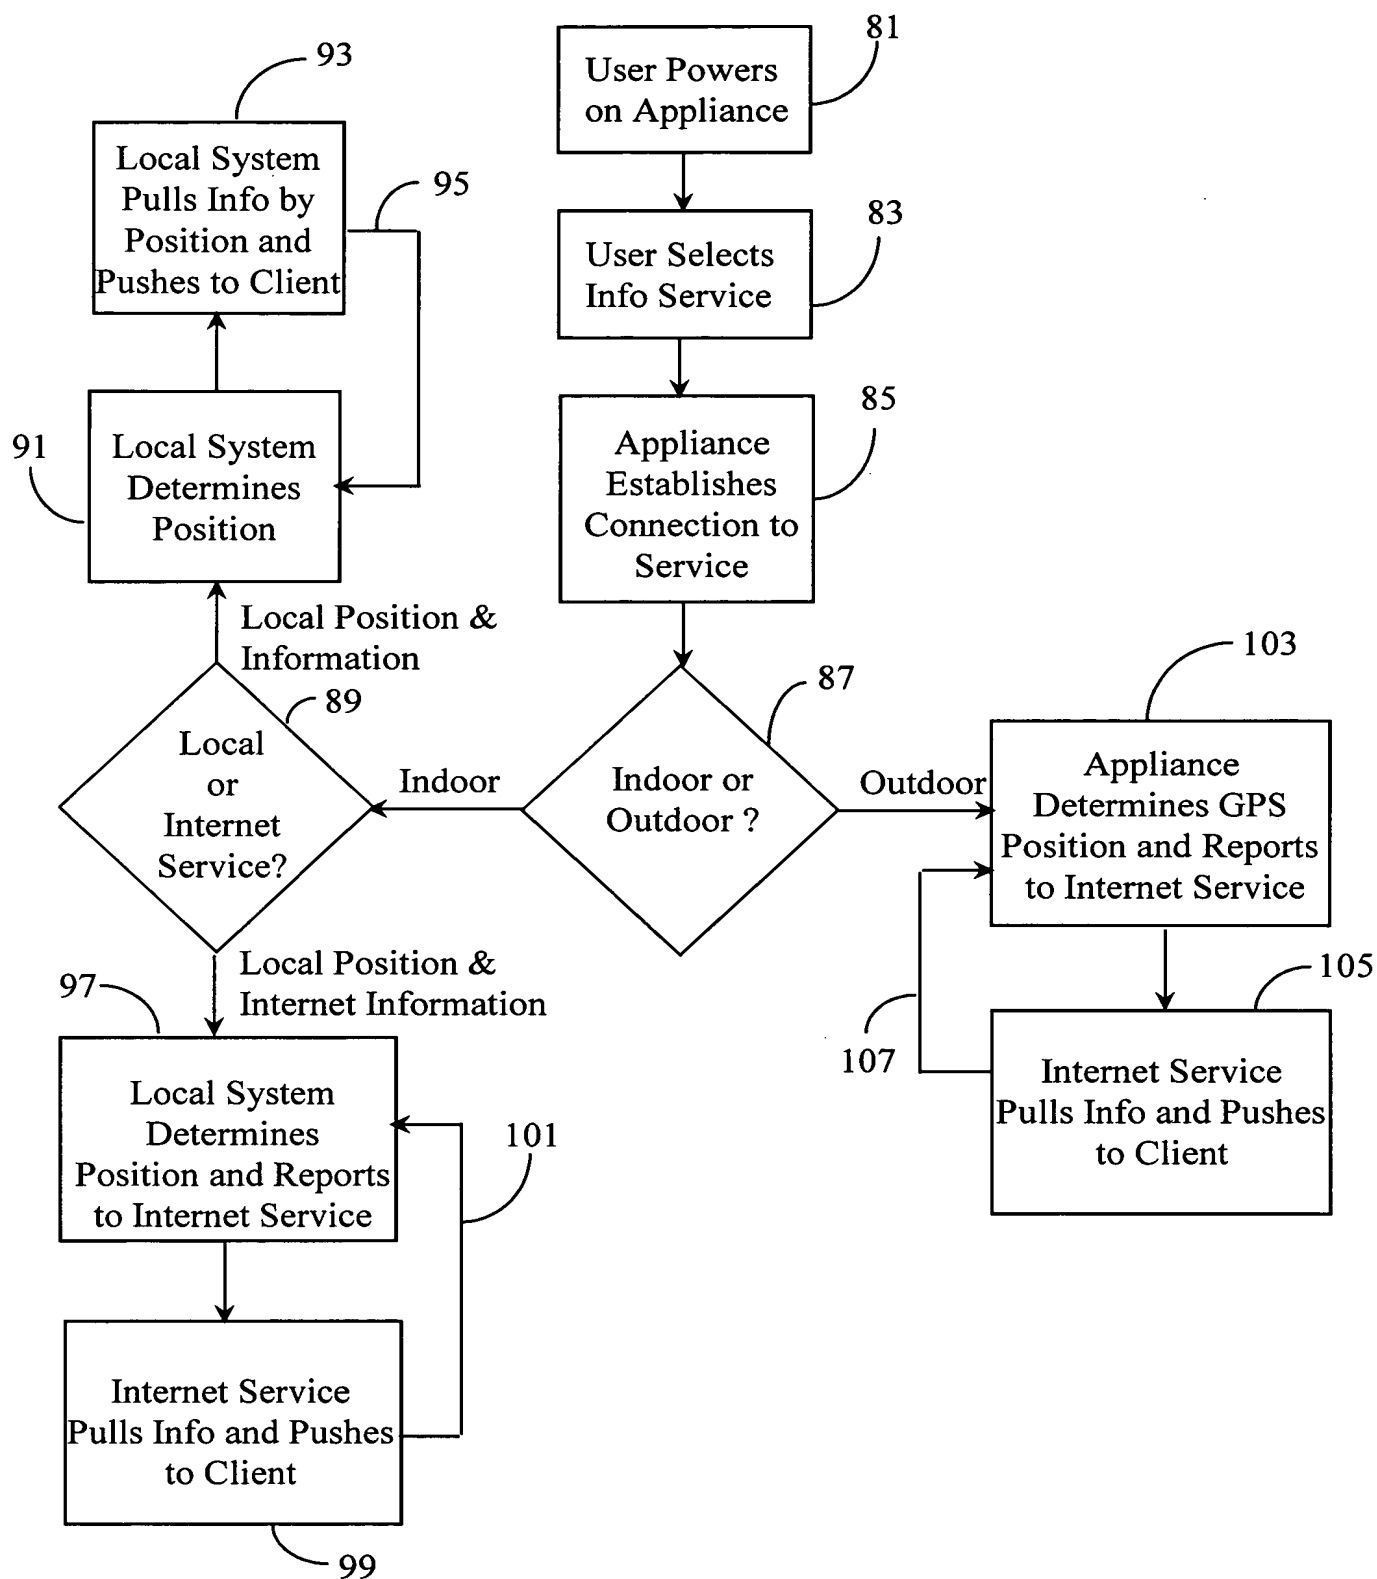 81
User Powers
on Appliance
83
User Selects
Info Service
85
Appliance
Establishes
Connection to
Service
87
Indoor or
Outdoor ?
Indoor
Outdoor
89
Local
or
Internet
Service?
Local Position &
Information
91
Local System
Determines
Position
93
Local System
Pulls Info by
Position and
Pushes to Client
95
Local Position &
Internet Information
97
Local System
Determines
Position and Reports
to Internet Service
101
Internet Service
Pulls Info and Pushes
to Client
99
103
Appliance
Determines GPS
Position and Reports
to Internet Service
105
107
Internet Service
Pulls Info and Pushes
to Client